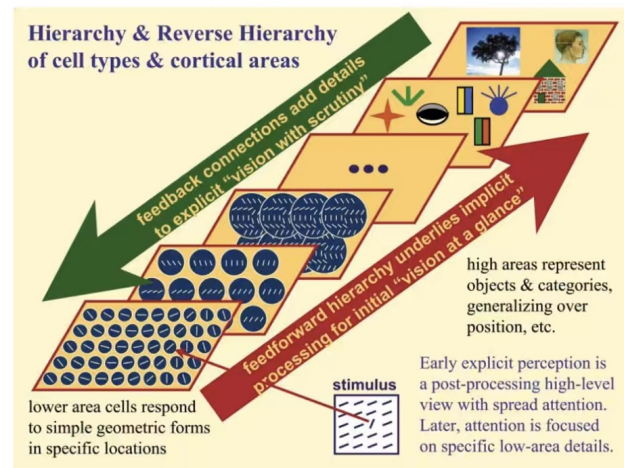 Hierarchy & Reverse Hierarchy
of cell types & cortical areas
feedback connections add details
to explicit “vision with scrutiny”
feedforward hierarchy underlies implicit
processing for initial “vision at a glance”
high areas represent
objects & categories,
generalizing over
position, etc.
stimulus
Early explicit perception is
a post-processing high-level
view with spread attention.
Later, attention is focused
on specific low-area details.
lower area cells respond
to simple geometric forms
in specific locations